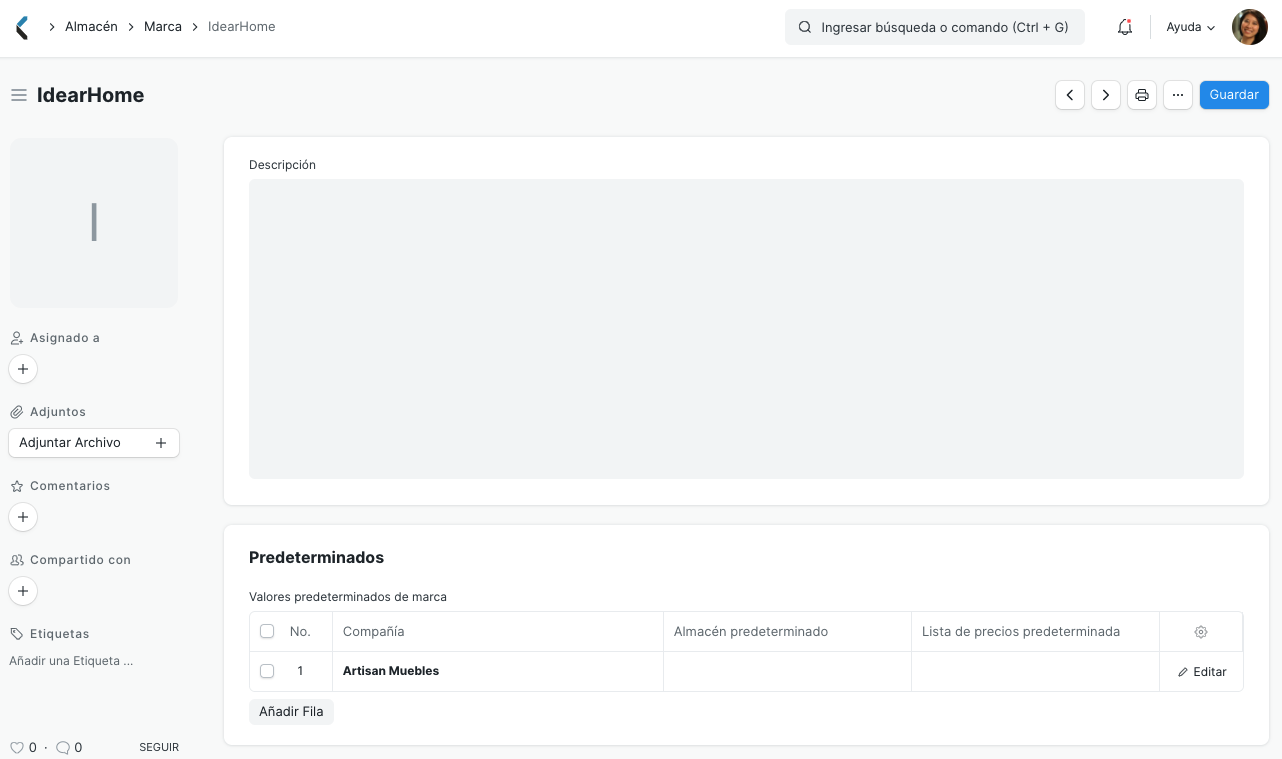 Almacén
Marca
IdearHome
Ingresar búsqueda o comando (Ctrl + G)
Ayuda
IdearHome
Guardar
I
Asignado a
Adjuntos
Adjuntar Archivo
Comentarios
Compartido con
Etiquetas
Añadir una Etiqueta ...
0 · 0 SEGUIR
Descripción
Predeterminados
Valores predeterminados de marca
No. Compañía Almacén predeterminado Lista de precios predeterminada
1 Artisan Muebles Editar
Añadir Fila